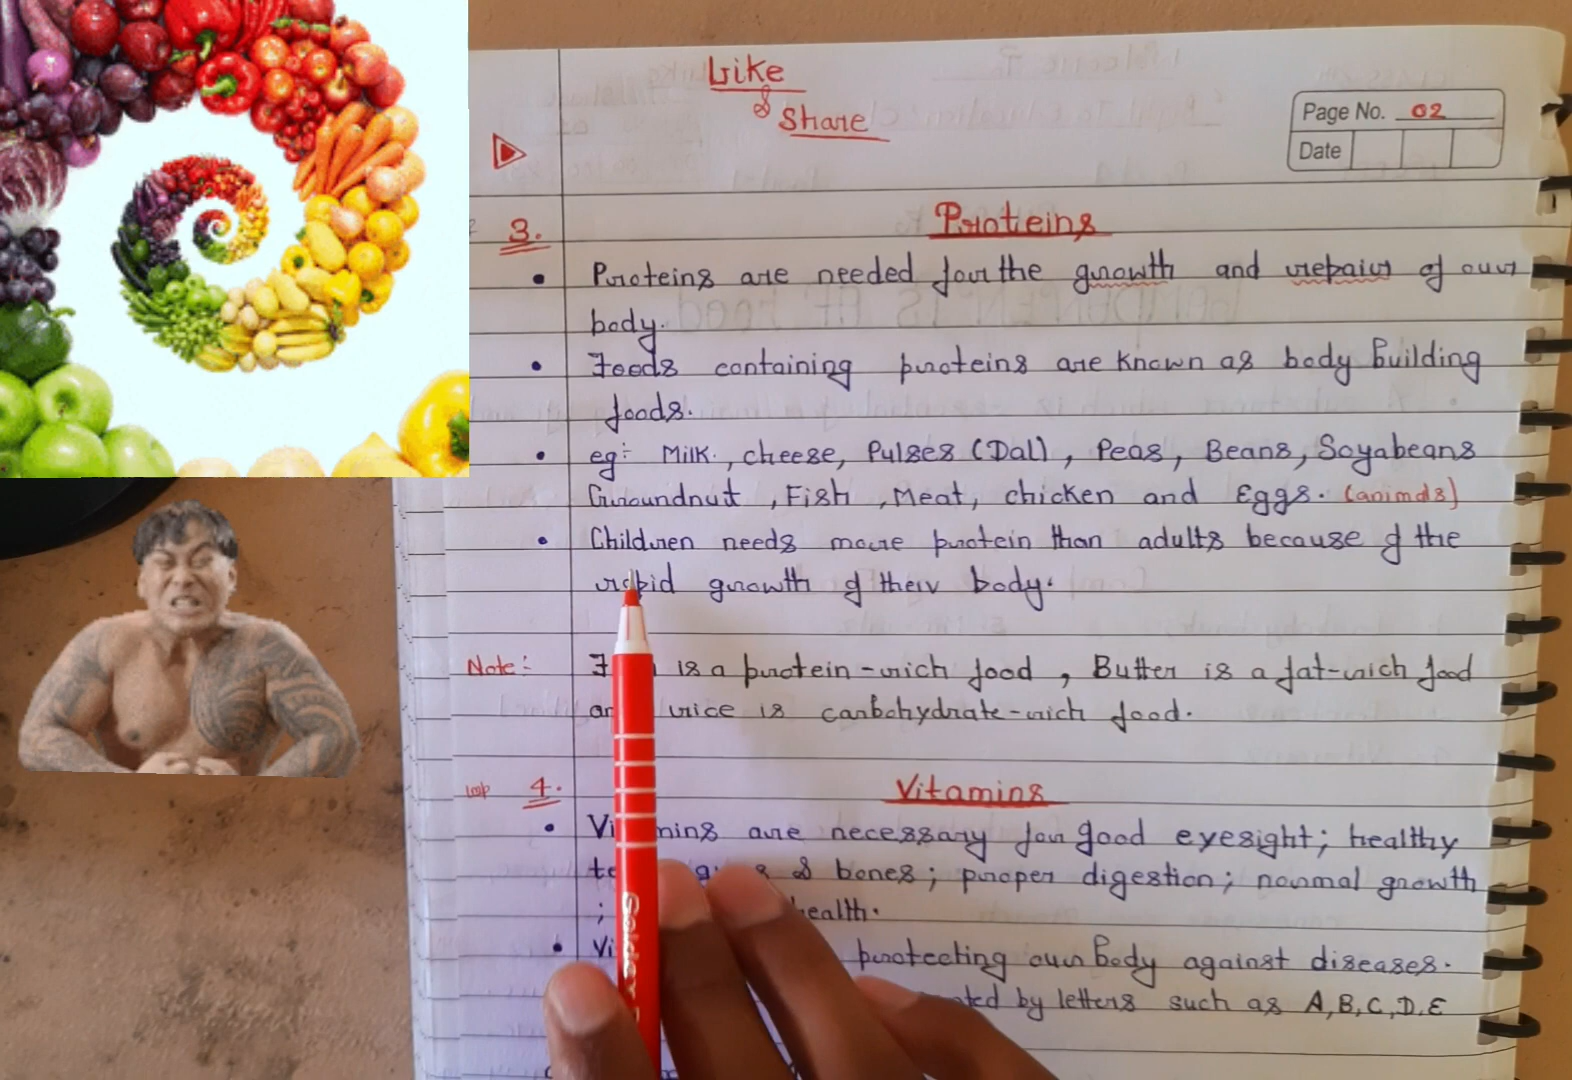 Like
&
Share
Page No. 02
Date
3. Proteins
• Proteins are needed for the growth and repair of our
body.
• Foods containing proteins are known as body building
foods.
• eg:- Milk, cheese, Pulses (Dal), Peas, Beans, Soyabeans
Groundnut, Fish, Meat, chicken and Eggs. (animals)
• Children needs more protein than adults because of the
rapid growth of their body.
Note:- is a protein-rich food, Butter is a fat-rich food
rice is carbohydrate-rich food.
Imp 4. Vitamins
• are necessary for good eyesight; healthy
& bones; proper digestion; normal growth
; health.
• protecting our Body against diseases.
by letters such as A, B, C, D, E